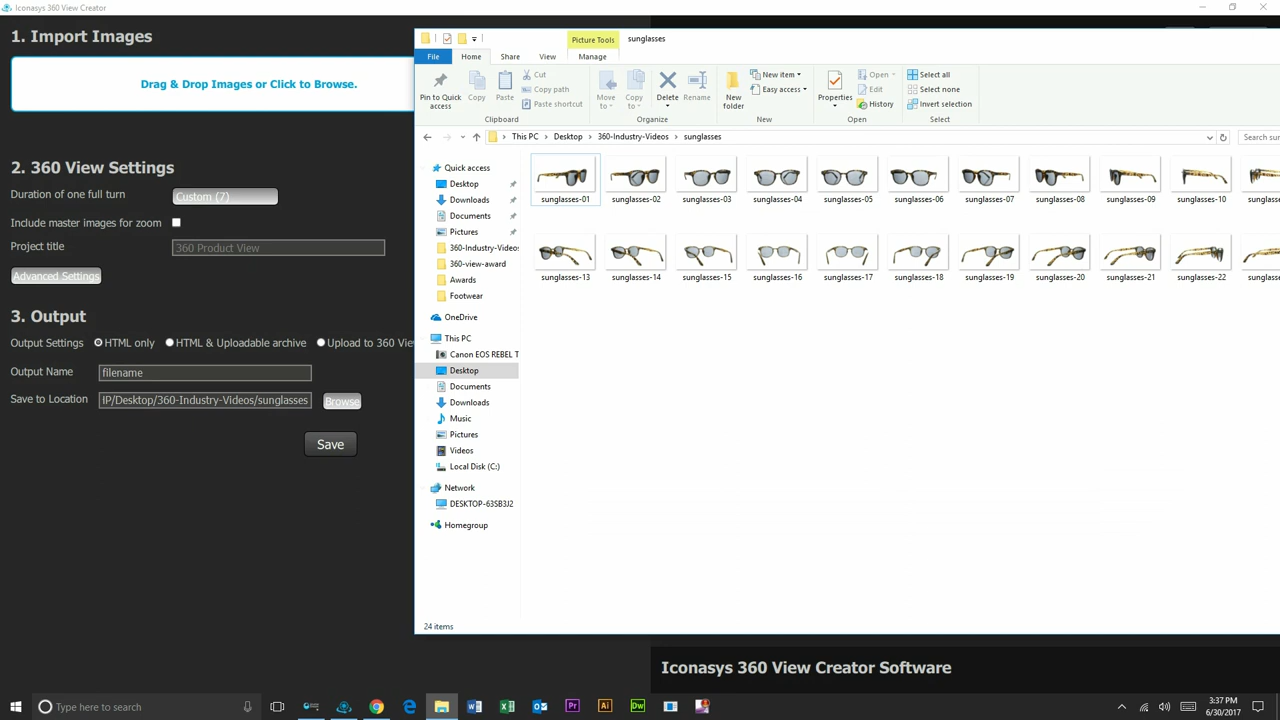 Iconasys 360 View Creator
1. Import Images
Drag & Drop Images or Click to Browse.
2. 360 View Settings
Duration of one full turn
Custom (7)
Include master images for zoom
Project title
360 Product View
Advanced Settings
3. Output
Output Settings
HTML only
HTML & Uploadable archive
Upload to 360 Vie
Output Name
filename
Save to Location
IP/Desktop/360-Industry-Videos/sunglasses
Browse
Save
Picture Tools
sunglasses
File
Home
Share
View
Manage
Pin to Quick
access
Copy
Paste
Cut
Copy path
Paste shortcut
Clipboard
Move
to
Copy
to
Delete
Rename
Organize
New
folder
New item
Easy access
New
Properties
Open
Edit
History
Open
Select all
Select none
Invert selection
Select
This PC
Desktop
360-Industry-Videos
sunglasses
Search sun
Quick access
Desktop
Downloads
Documents
Pictures
360-Industry-Videos
360-view-award
Awards
Footwear
OneDrive
This PC
Canon EOS REBEL T
Desktop
Documents
Downloads
Music
Pictures
Videos
Local Disk (C:)
Network
DESKTOP-63SB3J2
Homegroup
sunglasses-01
sunglasses-02
sunglasses-03
sunglasses-04
sunglasses-05
sunglasses-06
sunglasses-07
sunglasses-08
sunglasses-09
sunglasses-10
sunglass
sunglasses-13
sunglasses-14
sunglasses-15
sunglasses-16
sunglasses-17
sunglasses-18
sunglasses-19
sunglasses-20
sunglasses-21
sunglasses-22
sunglass
24 items
Iconasys 360 View Creator Software
Type here to search
3:37 PM
6/30/2017